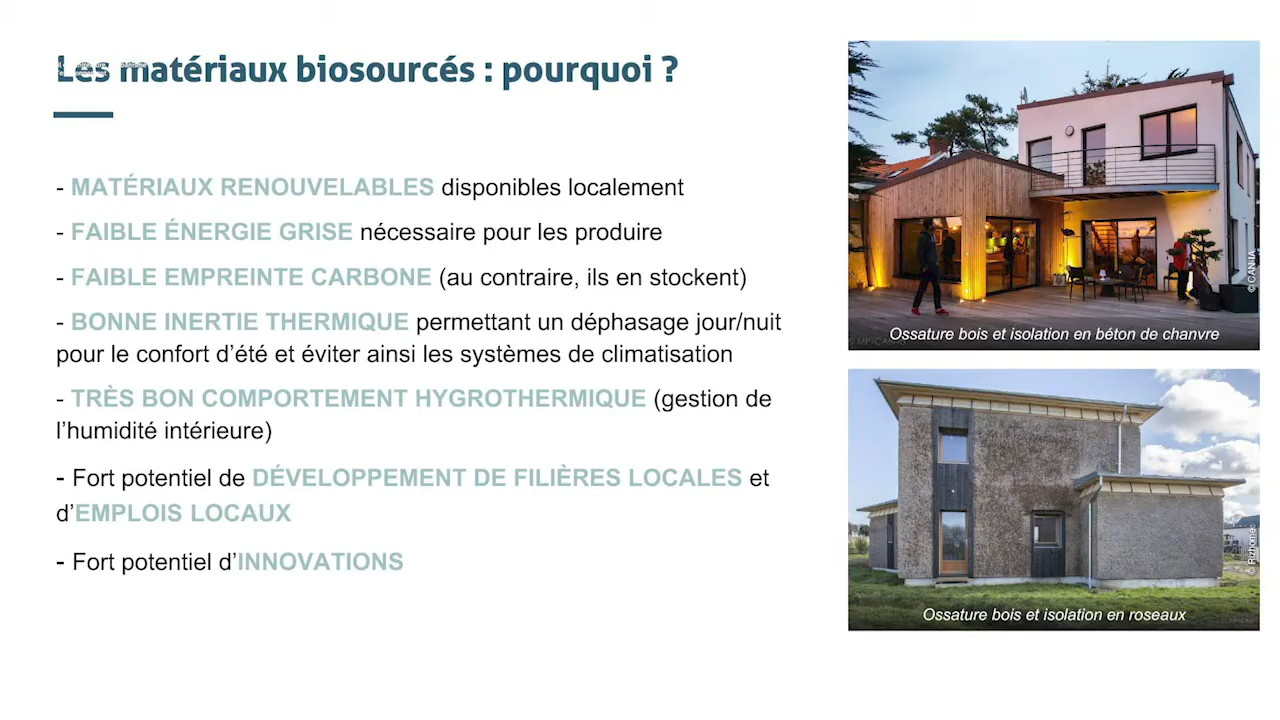 Les matériaux biosourcés : pourquoi ?
- MATÉRIAUX RENOUVELABLES disponibles localement
- FAIBLE ÉNERGIE GRISE nécessaire pour les produire
- FAIBLE EMPREINTE CARBONE (au contraire, ils en stockent)
- BONNE INERTIE THERMIQUE permettant un déphasage jour/nuit
pour le confort d’été et éviter ainsi les systèmes de climatisation
- TRÈS BON COMPORTEMENT HYGROTHERMIQUE (gestion de
l’humidité intérieure)
- Fort potentiel de DÉVELOPPEMENT DE FILIÈRES LOCALES et
d’EMPLOIS LOCAUX
- Fort potentiel d’INNOVATIONS
© CAN-IA
Ossature bois et isolation en béton de chanvre
© Rizhome
Ossature bois et isolation en roseaux